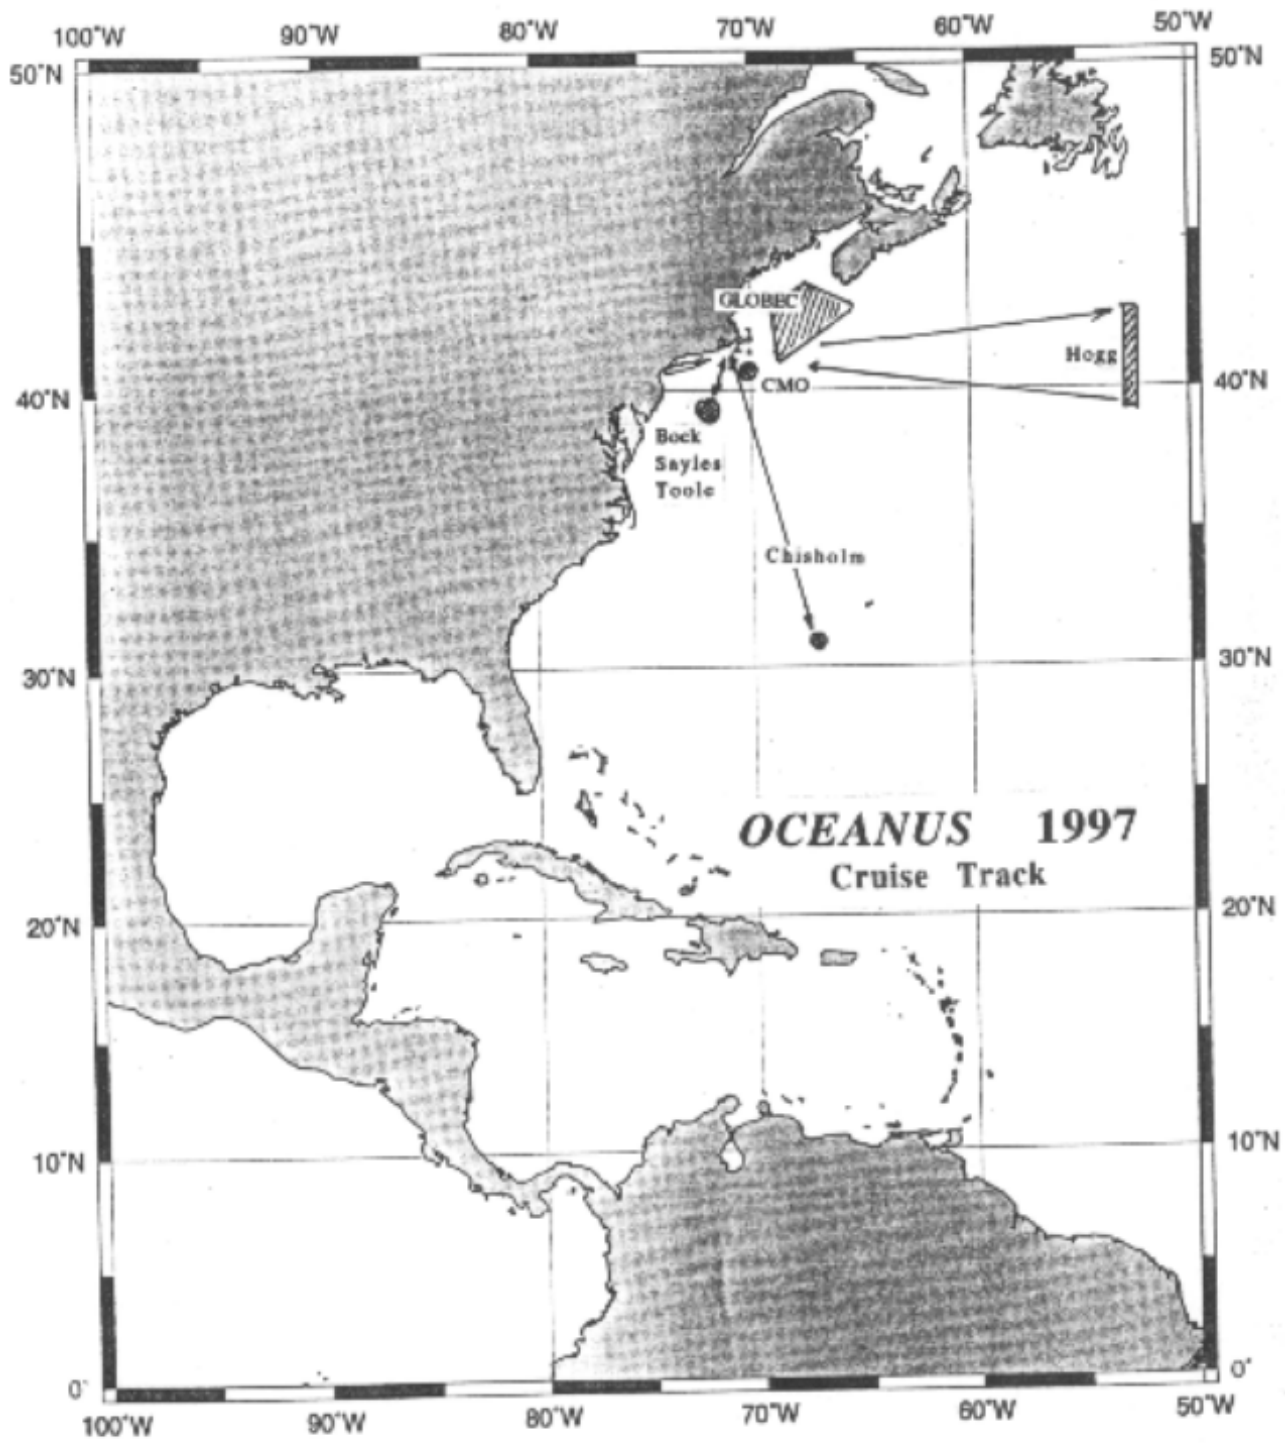 100°W 90°W 80°W 70°W 60°W 50°W
50°N 50°N
GLOBEC
Hogg
40°N CMO 40°N
Bock
Sayles
Toole
Chisholm
30°N 30°N
OCEANUS 1997
Cruise Track
20°N 20°N
10°N 10°N
0° 0°
100°W 90°W 80°W 70°W 60°W 50°W